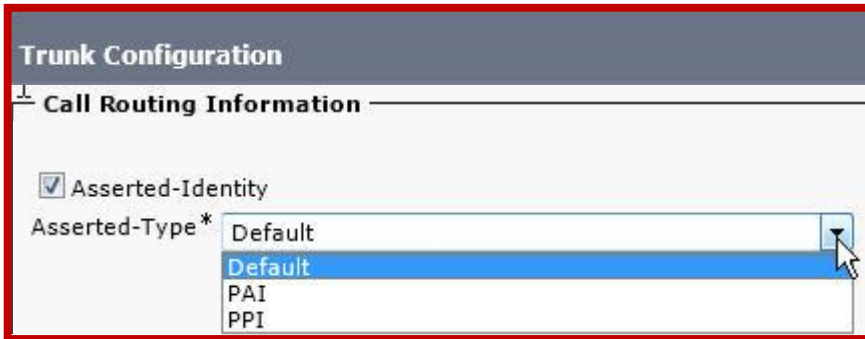 Trunk Configuration
Call Routing Information
Asserted-Identity
Asserted-Type* Default
Default
PAI
PPI